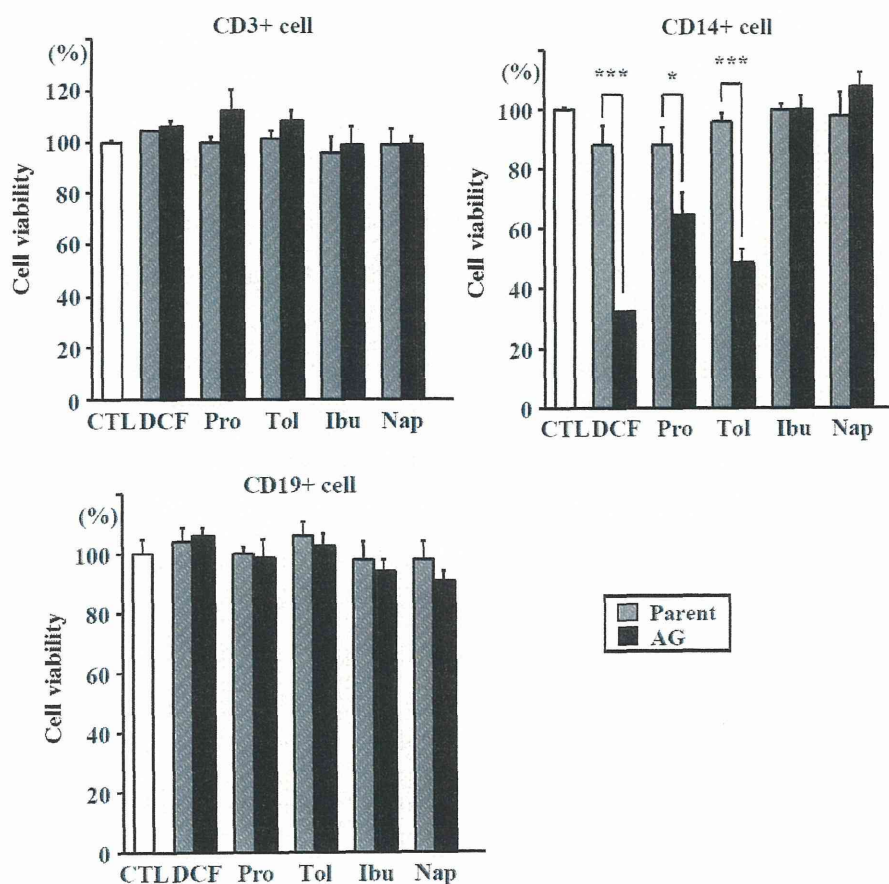 CD3+ cell
(%)
120
100
80
60
40
20
0
Cell viability
CTL DCF Pro Tol Ibu Nap
CD14+ cell
(%)
*** * ***
100
80
60
40
20
0
Cell viability
CTL DCF Pro Tol Ibu Nap
CD19+ cell
(%)
100
80
60
40
20
0
Cell viability
CTL DCF Pro Tol Ibu Nap
Parent
AG